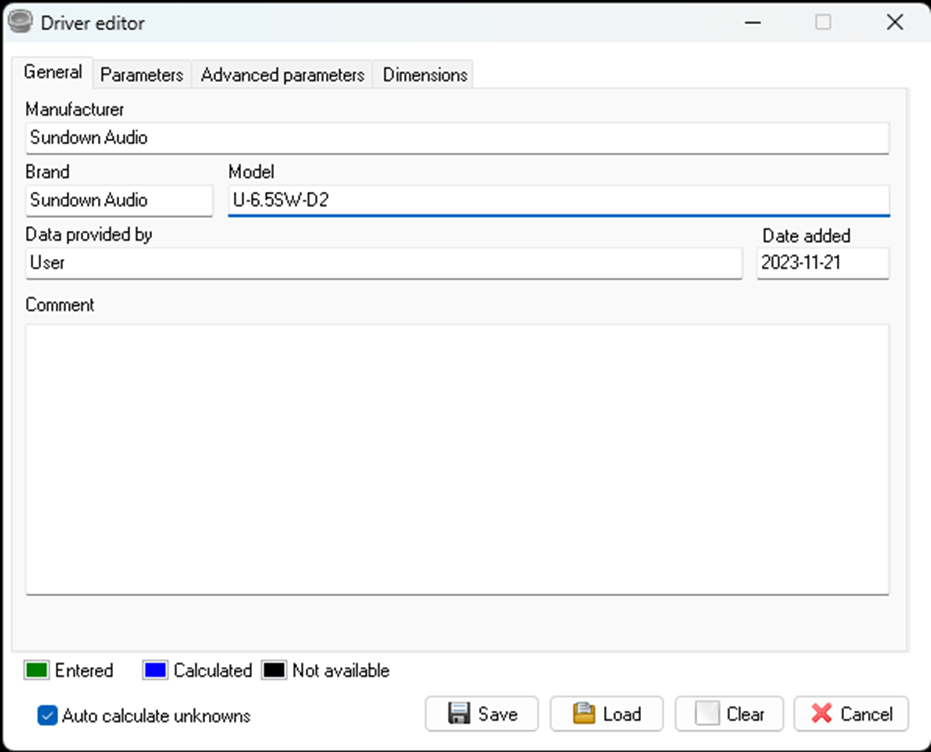 Driver editor
General Parameters Advanced parameters Dimensions
Manufacturer
Sundown Audio
Brand Model
Sundown Audio U-6.5SW-D2
Data provided by Date added
User 2023-11-21
Comment
Entered Calculated Not available
Auto calculate unknowns Save Load Clear Cancel